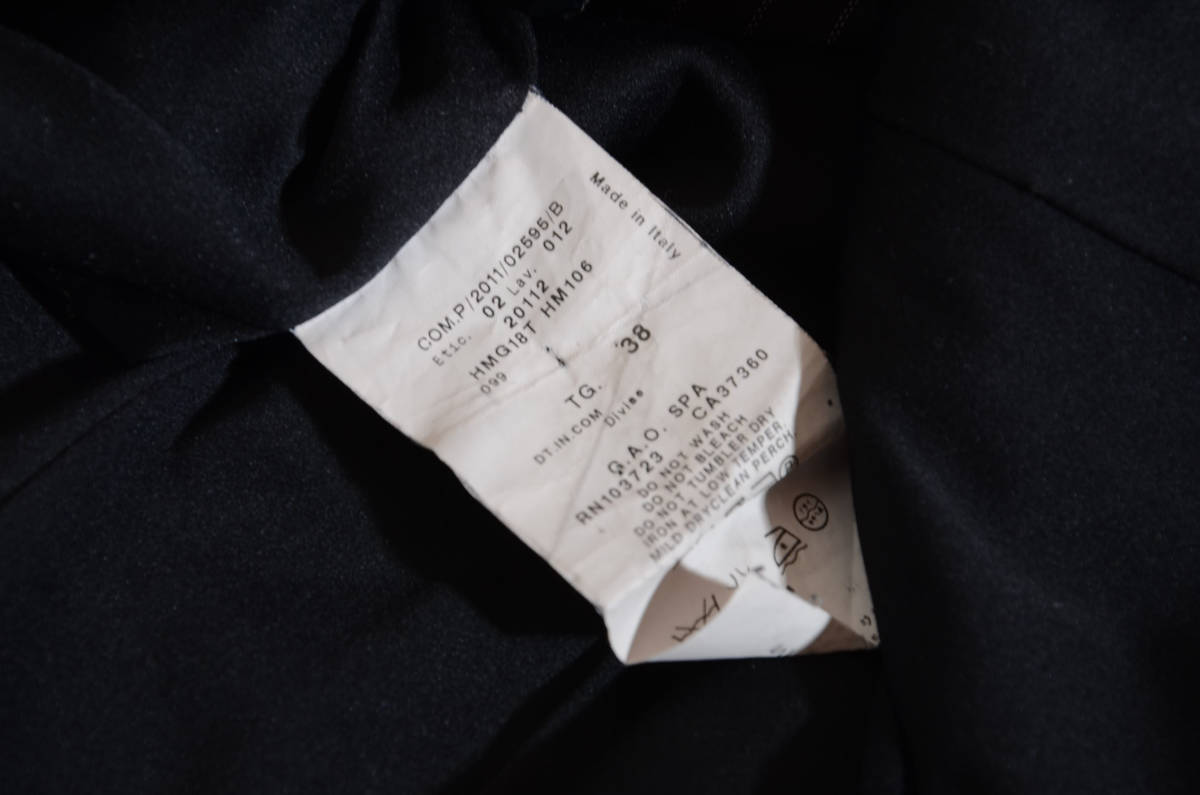 Made in Italy
COM.P/2011/02595/B
Etic. 02 Lav. 012
20112
HMG18T HM106
099
TG. 38
DT.IN.COM Divise
G.A.O. SPA
RN103723 CA37360
DO NOT WASH
DO NOT BLEACH
DO NOT TUMBLER DRY
IRON AT LOW TEMPER.
MILD DRYCLEAN PERCH